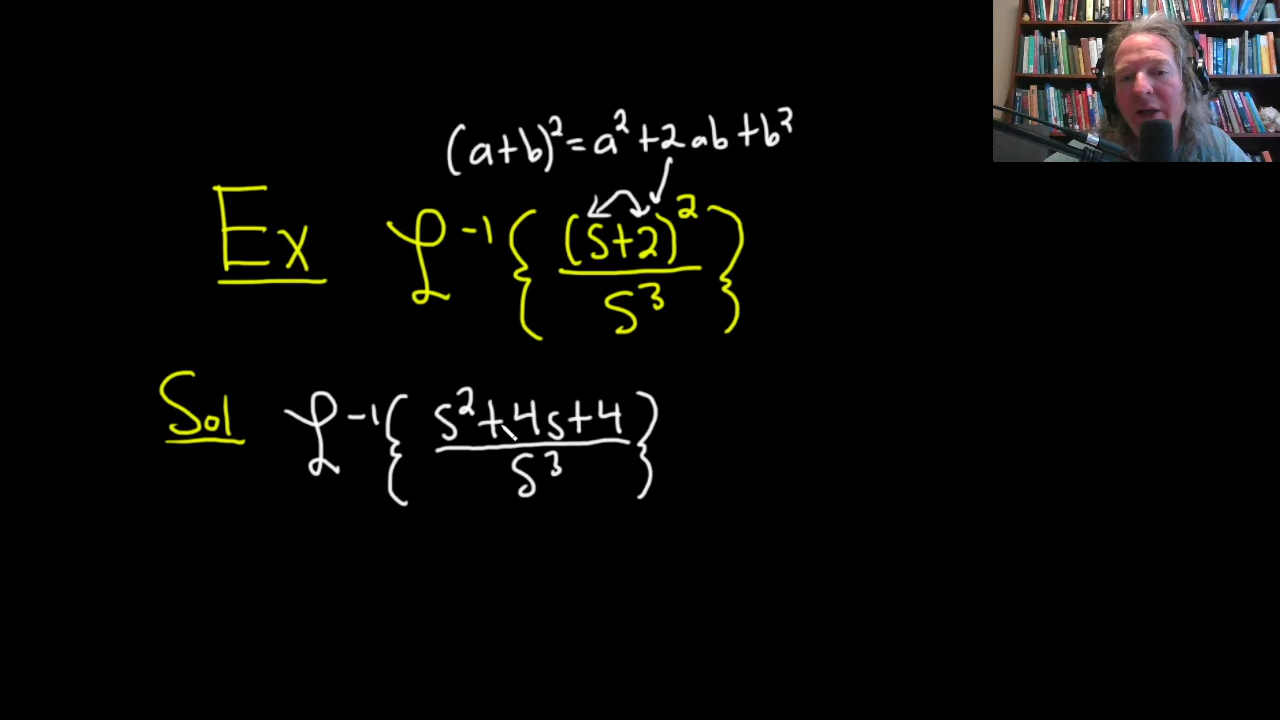 (a+b)²=a²+2ab+b²
Ex ℒ⁻¹{(s+2)²/s³}
Sol ℒ⁻¹{s²+4s+4/s³}